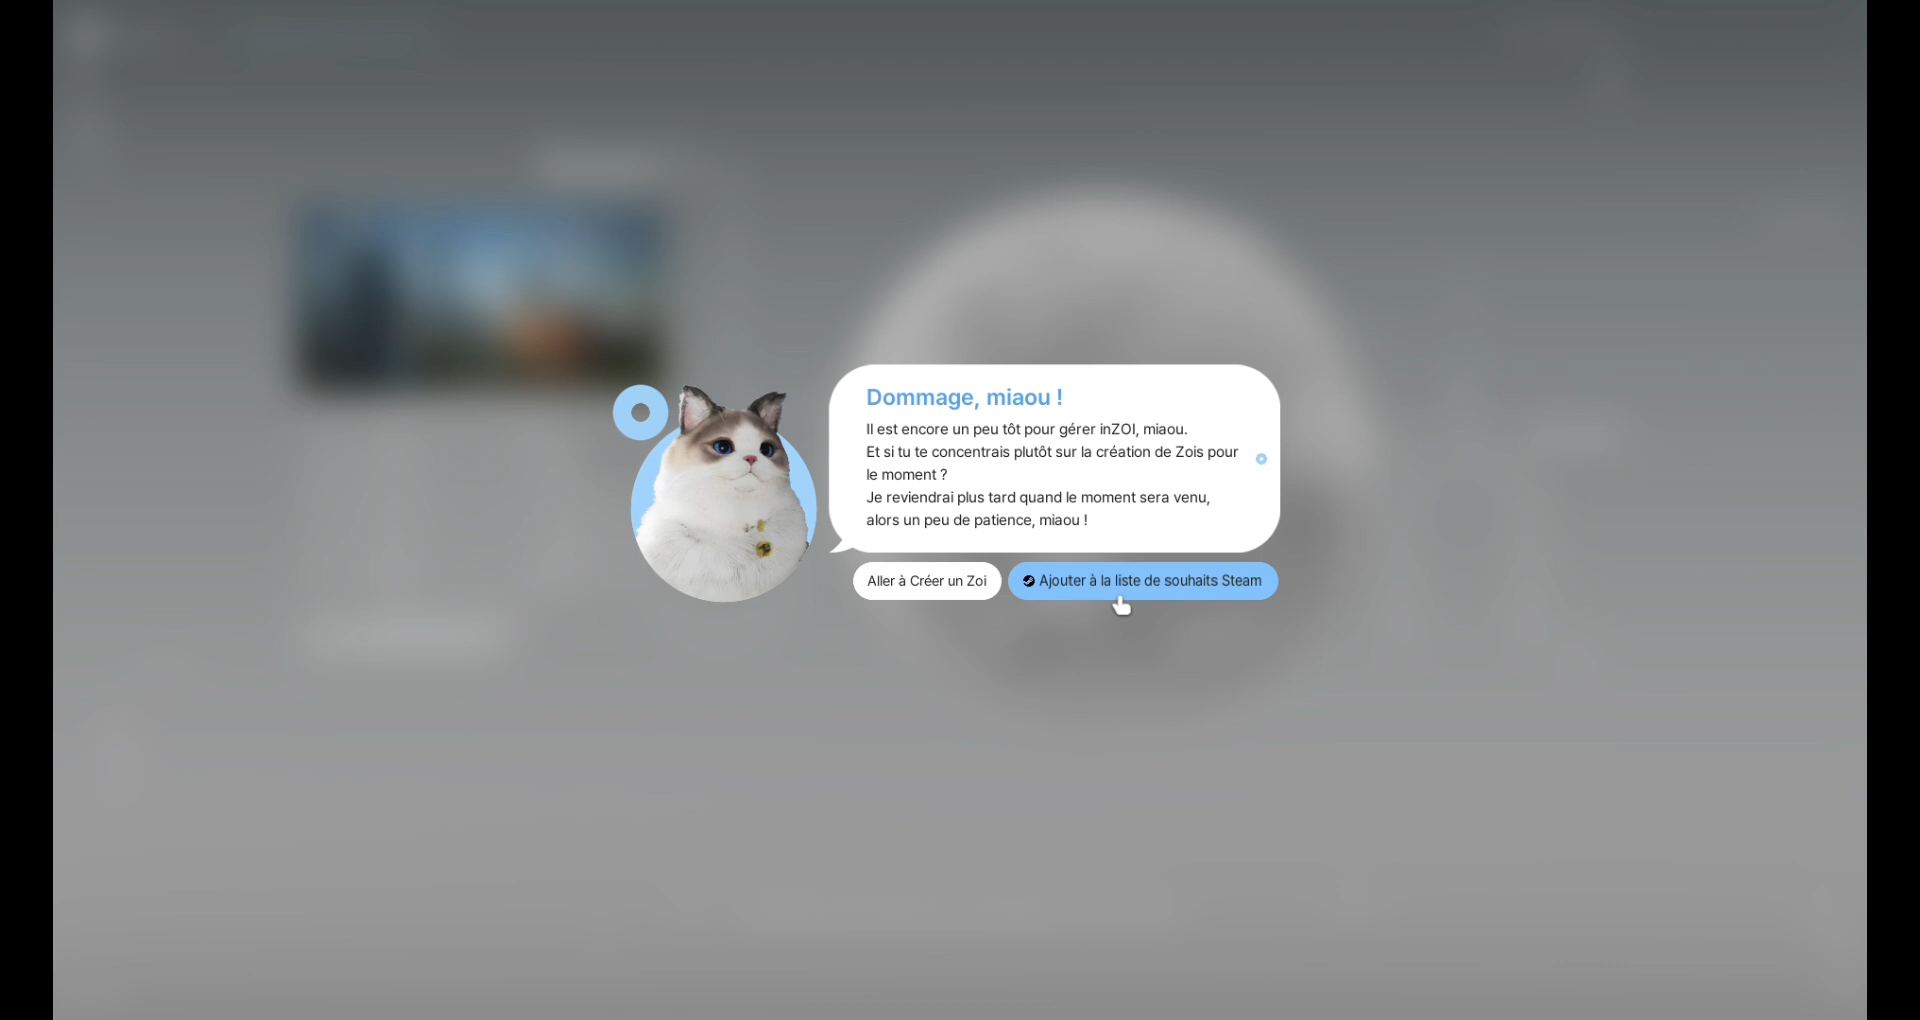 Dommage, miaou !
Il est encore un peu tôt pour gérer inZOI, miaou.
Et si tu te concentrais plutôt sur la création de Zois pour
le moment ?
Je reviendrai plus tard quand le moment sera venu,
alors un peu de patience, miaou !
Aller à Créer un Zoi
Ajouter à la liste de souhaits Steam